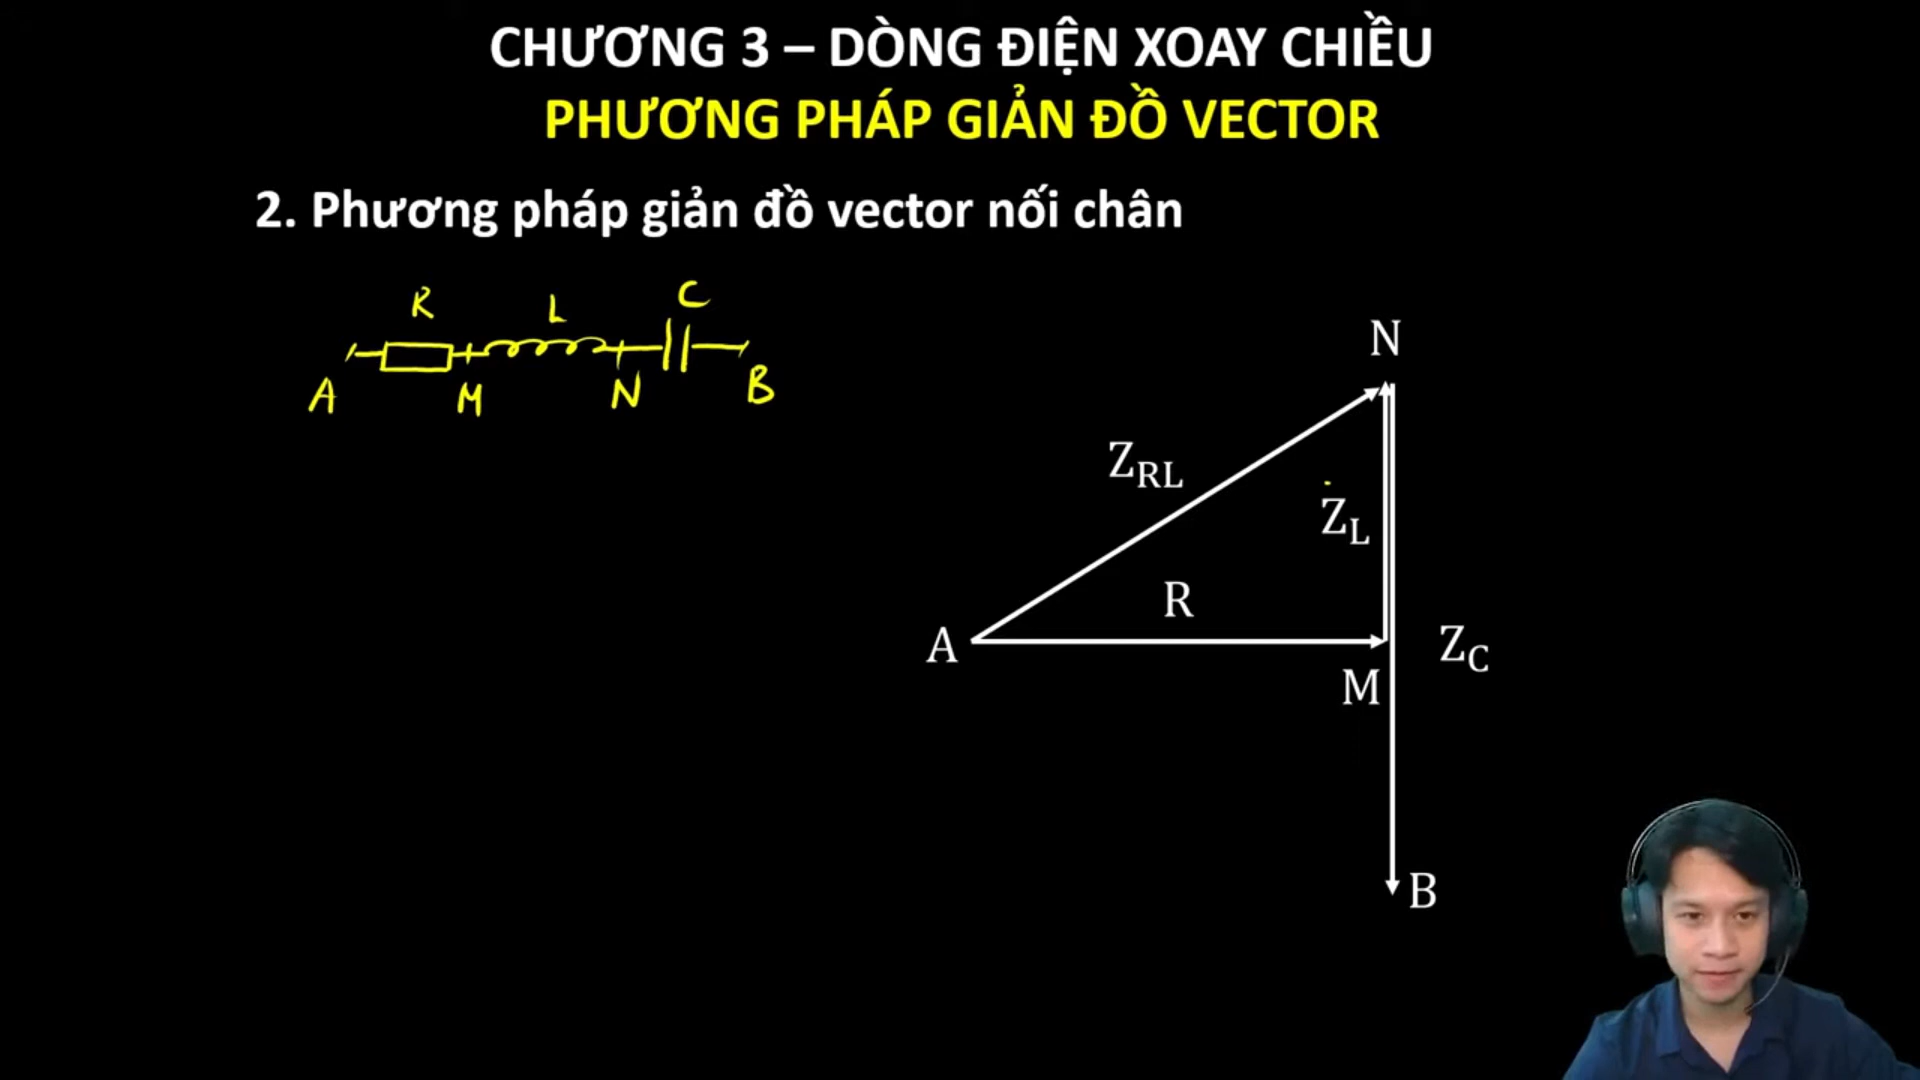 CHƯƠNG 3 – DÒNG ĐIỆN XOAY CHIỀU
PHƯƠNG PHÁP GIẢN ĐỒ VECTOR
2. Phương pháp giản đồ vector nối chân
R L C
A M N B
N
Z_RL
Z_L
R
A
Z_C
M
B